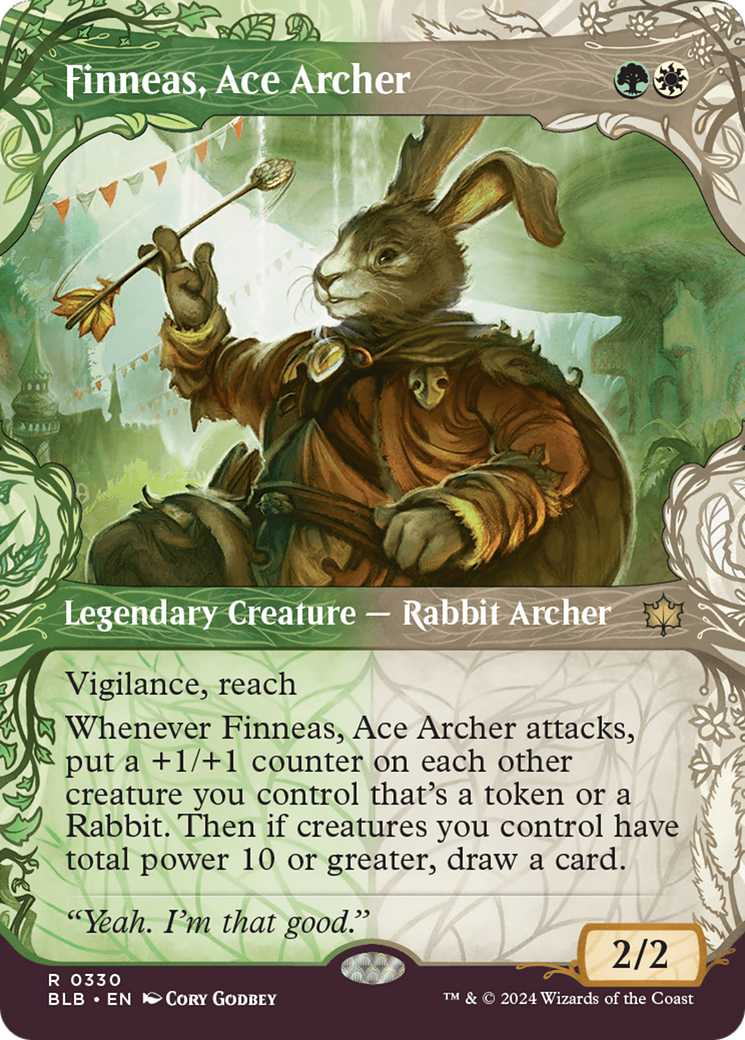 Finneas, Ace Archer
Legendary Creature — Rabbit Archer
Vigilance, reach
Whenever Finneas, Ace Archer attacks,
put a +1/+1 counter on each other
creature you control that’s a token or a
Rabbit. Then if creatures you control have
total power 10 or greater, draw a card.
“Yeah. I’m that good.”
2/2
R 0330
BLB • EN Cory Godbey
™ & © 2024 Wizards of the Coast